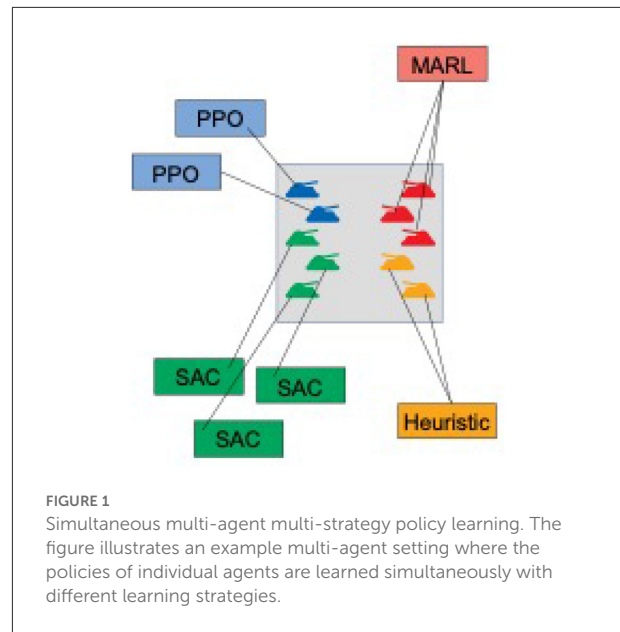 MARL
PPO
PPO
SAC
SAC
SAC
Heuristic
FIGURE 1
Simultaneous multi-agent multi-strategy policy learning. The
figure illustrates an example multi-agent setting where the
policies of individual agents are learned simultaneously with
different learning strategies.